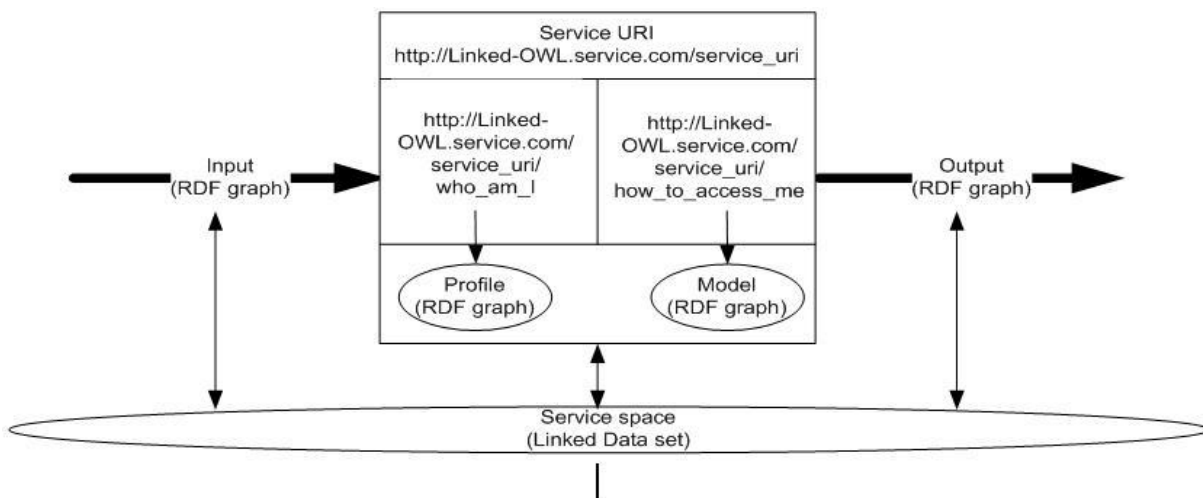 Service URI
http://Linked-OWL.service.com/service_uri
http://Linked-
OWL.service.com/
service_uri/
who_am_I
http://Linked-
OWL.service.com/
service_uri/
how_to_access_me
Input
(RDF graph)
Output
(RDF graph)
Profile
(RDF graph)
Model
(RDF graph)
Service space
(Linked Data set)